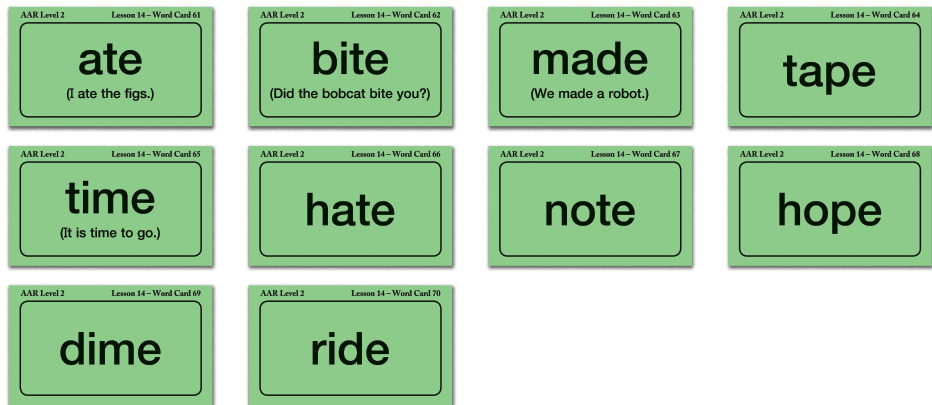 AAR Level 2 Lesson 14 – Word Card 61
ate
(I ate the figs.)
AAR Level 2 Lesson 14 – Word Card 62
bite
(Did the bobcat bite you?)
AAR Level 2 Lesson 14 – Word Card 63
made
(We made a robot.)
AAR Level 2 Lesson 14 – Word Card 64
tape
AAR Level 2 Lesson 14 – Word Card 65
time
(It is time to go.)
AAR Level 2 Lesson 14 – Word Card 66
hate
AAR Level 2 Lesson 14 – Word Card 67
note
AAR Level 2 Lesson 14 – Word Card 68
hope
AAR Level 2 Lesson 14 – Word Card 69
dime
AAR Level 2 Lesson 14 – Word Card 70
ride